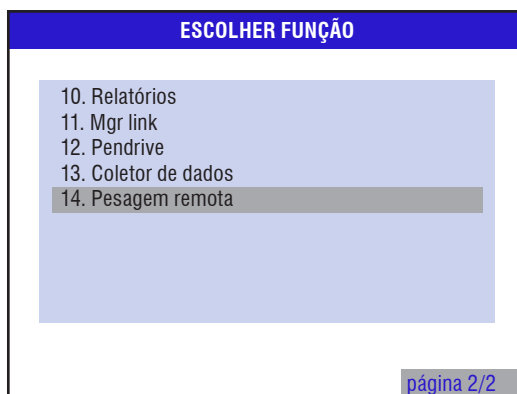 ESCOLHER FUNÇÃO
10. Relatórios
11. Mgr link
12. Pendrive
13. Coletor de dados
14. Pesagem remota
página 2/2